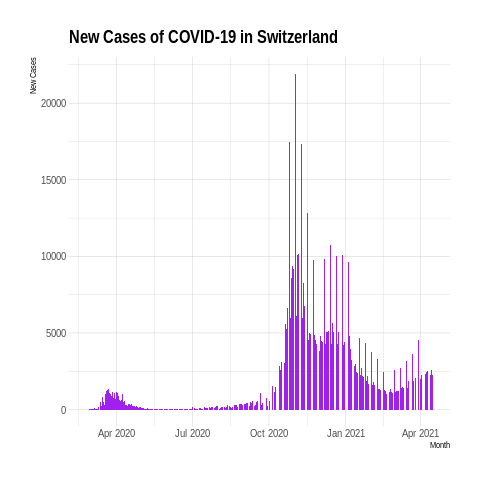 New Cases of COVID-19 in Switzerland
New Cases
20000
15000
10000
5000
0
Apr 2020 Jul 2020 Oct 2020 Jan 2021 Apr 2021
Month